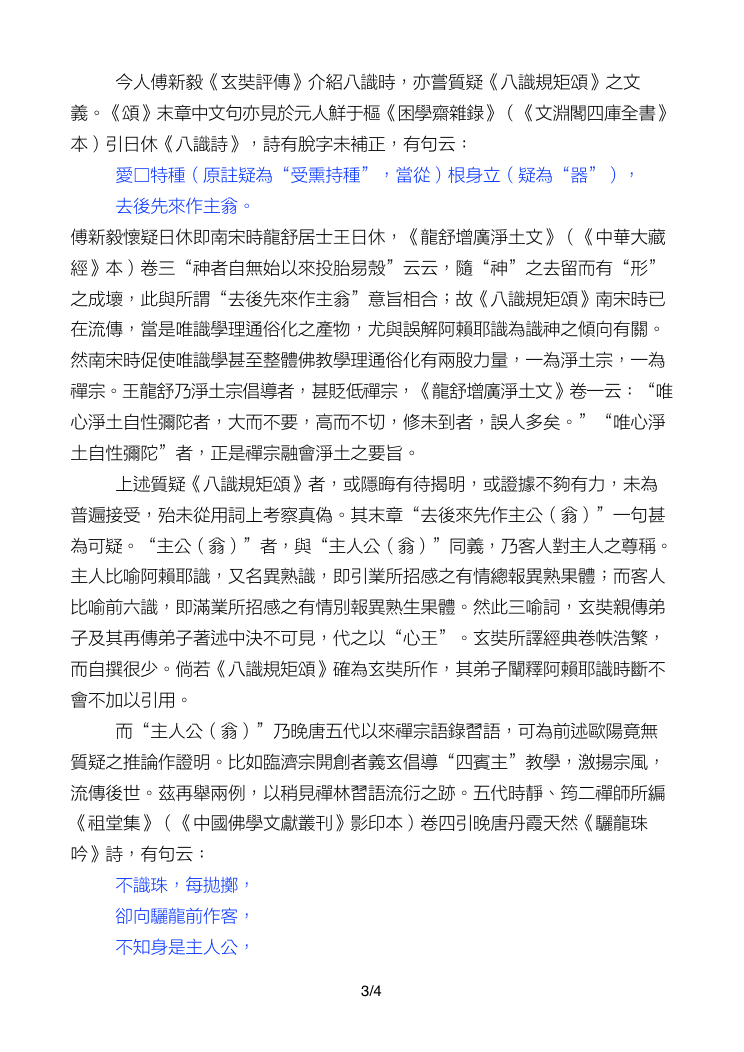 今人傅新毅《玄奘評傳》介紹八識時，亦嘗質疑《八識規矩頌》之文
義。《頌》末章中文句亦見於元人鮮于樞《困學齋雜錄》（《文淵閣四庫全書》
本）引日休《八識詩》，詩有脫字未補正，有句云：
愛□特種（原註疑為“受熏持種”，當從）根身立（疑為“器”），
去後先來作主翁。
傅新毅懷疑日休即南宋時龍舒居士王日休，《龍舒增廣淨土文》（《中華大藏
經》本）卷三“神者自無始以來投胎易殼”云云，隨“神”之去留而有“形”
之成壞，此與所謂“去後先來作主翁”意旨相合；故《八識規矩頌》南宋時已
在流傳，當是唯識學理通俗化之產物，尤與誤解阿賴耶識為識神之傾向有關。
然南宋時促使唯識學甚至整體佛教學理通俗化有兩股力量，一為淨土宗，一為
禪宗。王龍舒乃淨土宗倡導者，甚貶低禪宗，《龍舒增廣淨土文》卷一云：“唯
心淨土自性彌陀者，大而不要，高而不切，修未到者，誤人多矣。”“唯心淨
土自性彌陀”者，正是禪宗融會淨土之要旨。
上述質疑《八識規矩頌》者，或隱晦有待揭明，或證據不夠有力，未為
普遍接受，殆未從用詞上考察真偽。其末章“去後來先作主公（翁）”一句甚
為可疑。“主公（翁）”者，與“主人公（翁）”同義，乃客人對主人之尊稱。
主人比喻阿賴耶識，又名異熟識，即引業所招感之有情總報異熟果體；而客人
比喻前六識，即滿業所招感之有情別報異熟生果體。然此三喻詞，玄奘親傳弟
子及其再傳弟子著述中決不可見，代之以“心王”。玄奘所譯經典卷帙浩繁，
而自撰很少。倘若《八識規矩頌》確為玄奘所作，其弟子闡釋阿賴耶識時斷不
會不加以引用。
而“主人公（翁）”乃晚唐五代以來禪宗語錄習語，可為前述歐陽竟無
質疑之推論作證明。比如臨濟宗開創者義玄倡導“四賓主”教學，激揚宗風，
流傳後世。茲再舉兩例，以稍見禪林習語流衍之跡。五代時靜、筠二禪師所編
《祖堂集》（《中國佛學文獻叢刊》影印本）卷四引晚唐丹霞天然《驪龍珠
吟》詩，有句云：
不識珠，每拋擲，
卻向驪龍前作客，
不知身是主人公，
3/4